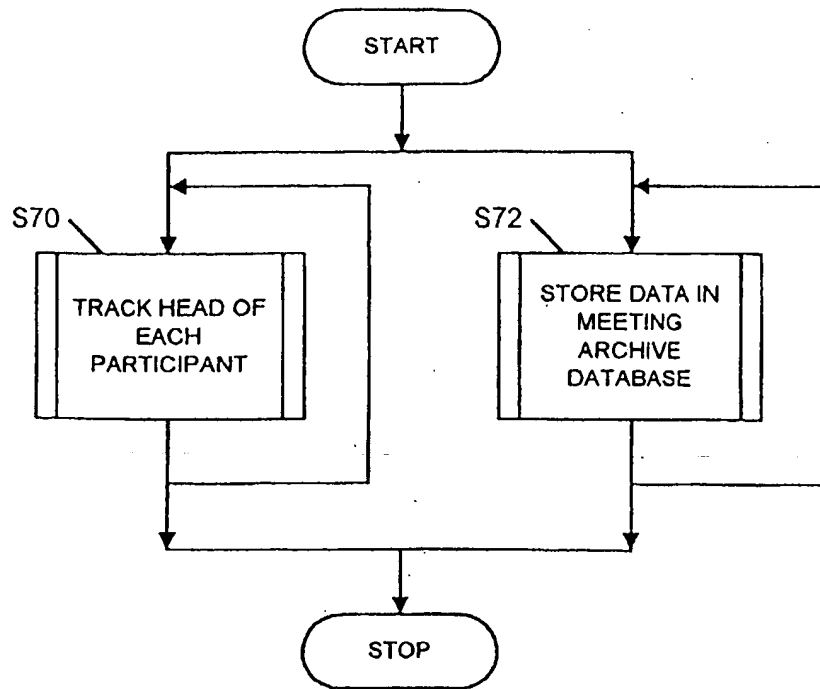 START
S70
TRACK HEAD OF
EACH
PARTICIPANT
S72
STORE DATA IN
MEETING
ARCHIVE
DATABASE
STOP